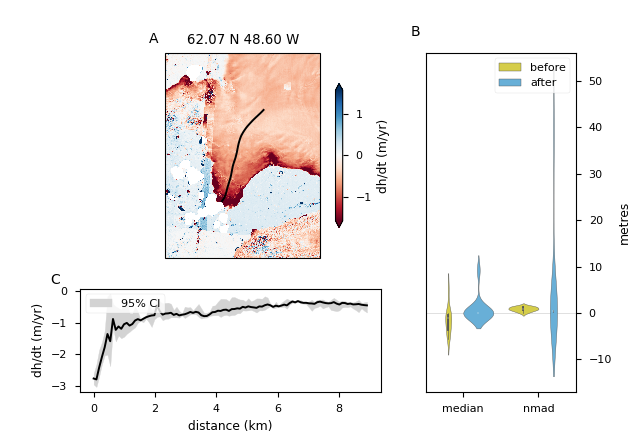 A
62.07 N 48.60 W
1
0
−1
dh/dt (m/yr)
B
before
after
50
40
30
20
10
0
−10
metres
median
nmad
C
95% CI
0
−1
−2
−3
dh/dt (m/yr)
0
2
4
6
8
distance (km)